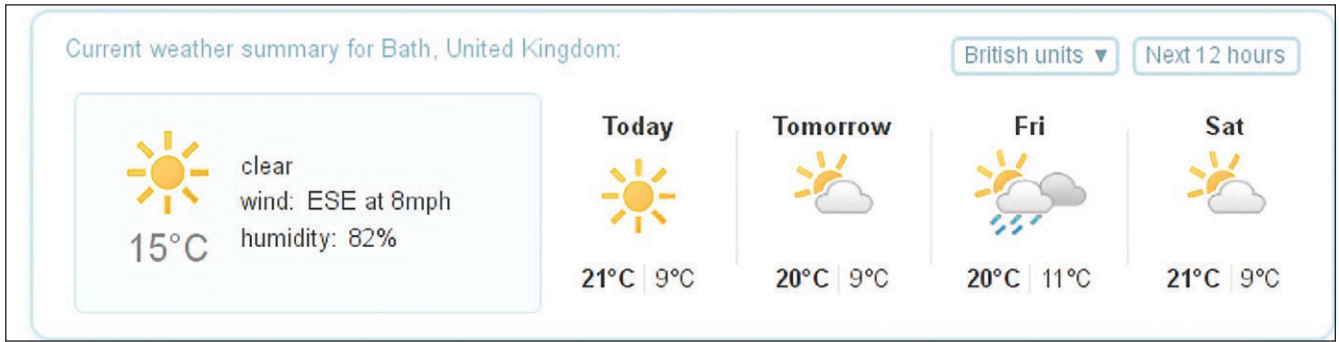 Current weather summary for Bath, United Kingdom:
British units ▼
Next 12 hours
clear
wind: ESE at 8mph
humidity: 82%
15°C
Today
21°C | 9°C
Tomorrow
20°C | 9°C
Fri
20°C | 11°C
Sat
21°C | 9°C